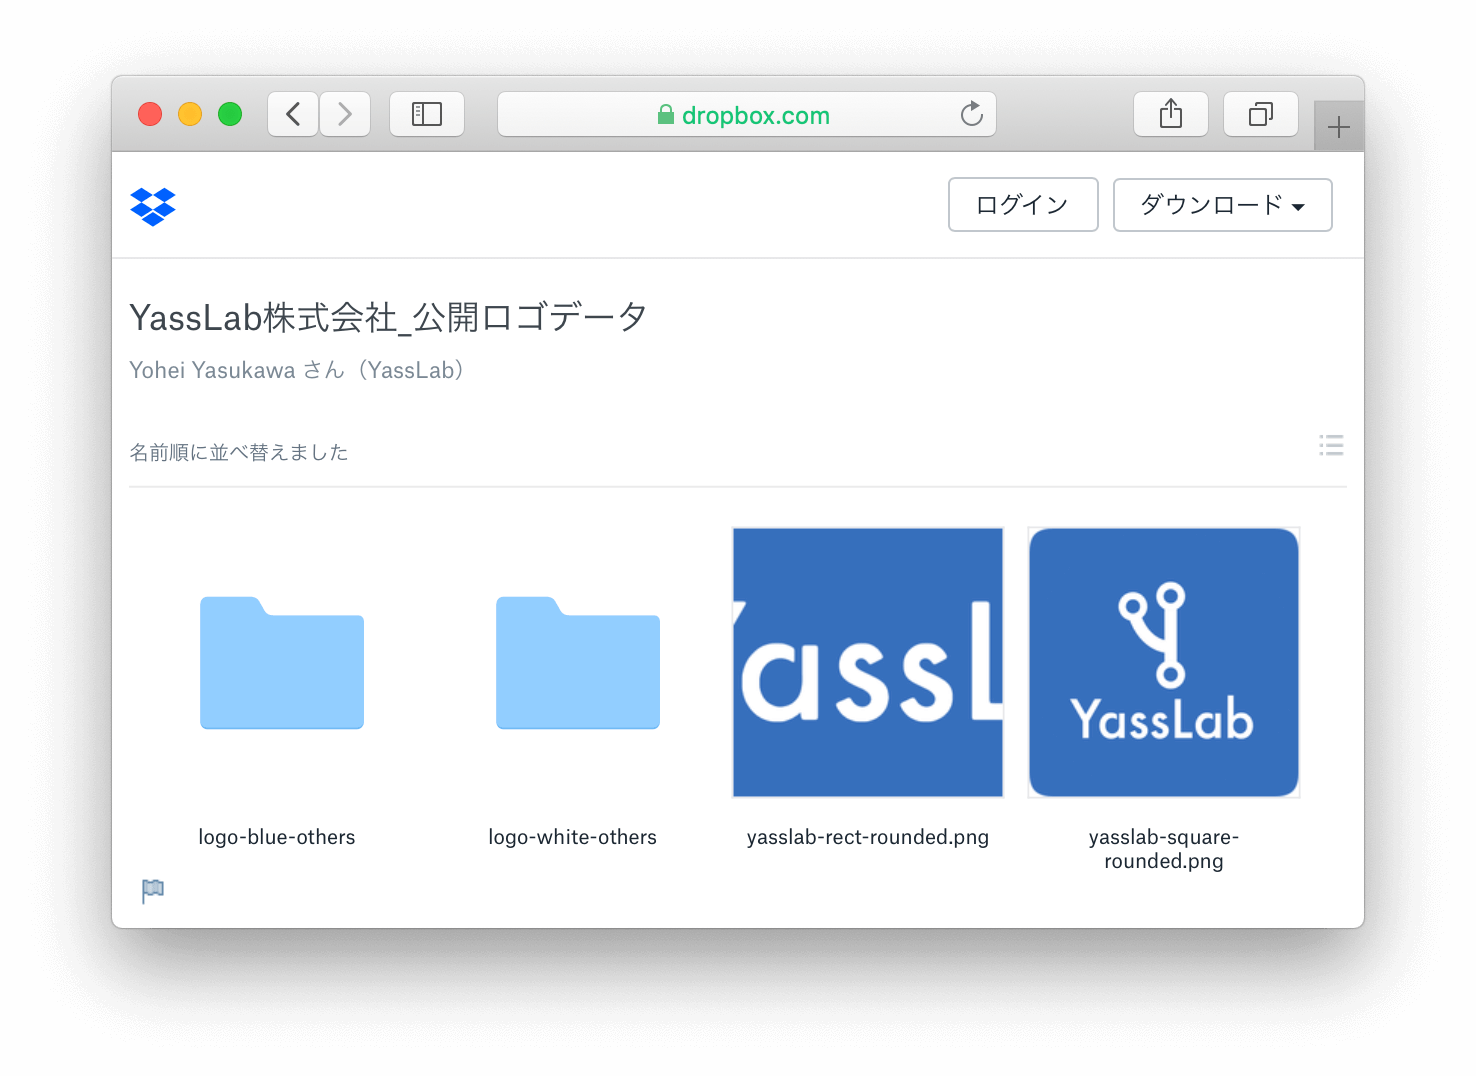 dropbox.com
ログイン
ダウンロード
YassLab株式会社_公開ロゴデータ
Yohei Yasukawa さん（YassLab）
名前順に並べ替えました
YassL
YassLab
logo-blue-others
logo-white-others
yasslab-rect-rounded.png
yasslab-square-
rounded.png